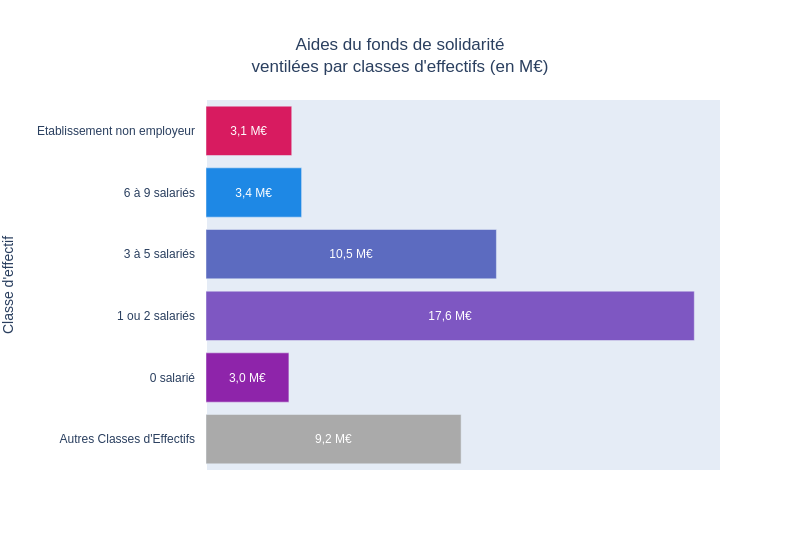 Aides du fonds de solidarité
ventilées par classes d'effectifs (en M€)
Classe d'effectif
Etablissement non employeur
3,1 M€
6 à 9 salariés
3,4 M€
3 à 5 salariés
10,5 M€
1 ou 2 salariés
17,6 M€
0 salarié
3,0 M€
Autres Classes d'Effectifs
9,2 M€